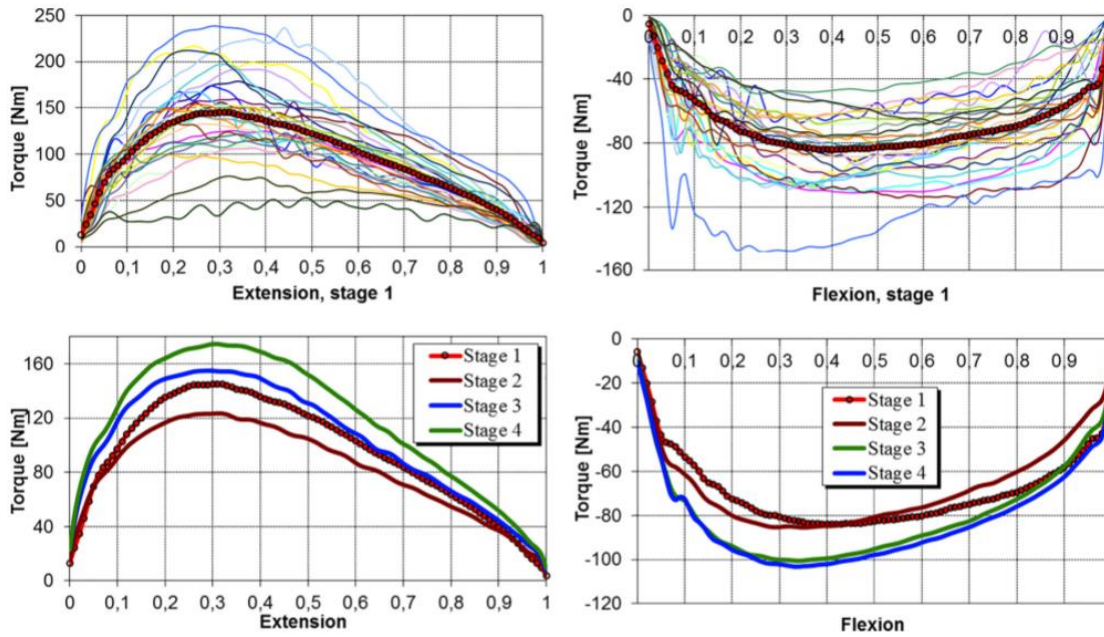 250
200
150
100
50
0
Torque [Nm]
0 0,1 0,2 0,3 0,4 0,5 0,6 0,7 0,8 0,9 1
Extension, stage 1
0
-40
-80
-120
-160
Torque [Nm]
0 0,1 0,2 0,3 0,4 0,5 0,6 0,7 0,8 0,9
Flexion, stage 1
160
120
80
40
0
Torque [Nm]
Stage 1
Stage 2
Stage 3
Stage 4
0 0,1 0,2 0,3 0,4 0,5 0,6 0,7 0,8 0,9 1
Extension
0
-20
-40
-60
-80
-100
-120
Torque [Nm]
0 0,1 0,2 0,3 0,4 0,5 0,6 0,7 0,8 0,9
Stage 1
Stage 2
Stage 3
Stage 4
Flexion